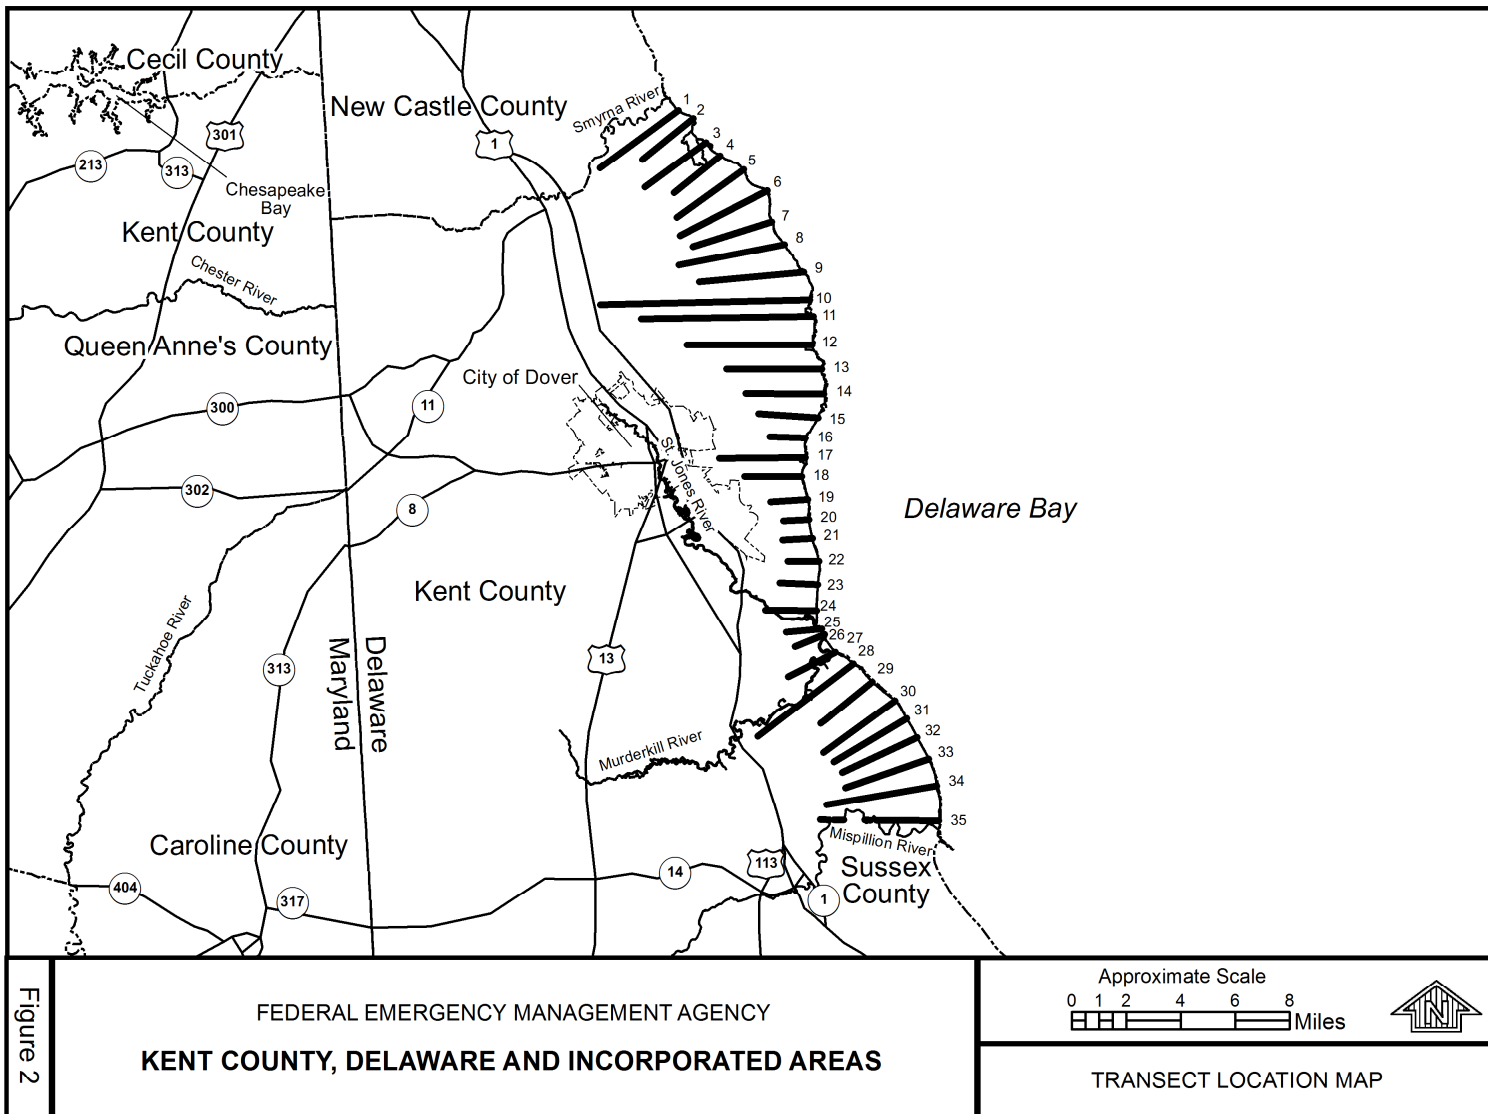 Cecil County
New Castle County
Smyrna River
1
2
3
4
5
6
7
8
9
10
11
12
13
14
15
16
17
18
19
20
21
22
23
24
25
26
27
28
29
30
31
32
33
34
35
301
1
213
313
Chesapeake
Bay
Kent County
Chester River
Queen Anne's County
City of Dover
300
11
St. Jones River
302
8
Delaware Bay
Kent County
Tuckahoe River
Delaware
Maryland
313
13
Murderkill River
Caroline County
Mispillion River
Sussex
County
404
317
14
113
1
Figure 2
FEDERAL EMERGENCY MANAGEMENT AGENCY
KENT COUNTY, DELAWARE AND INCORPORATED AREAS
Approximate Scale
0 1 2 4 6 8
Miles
N
TRANSECT LOCATION MAP